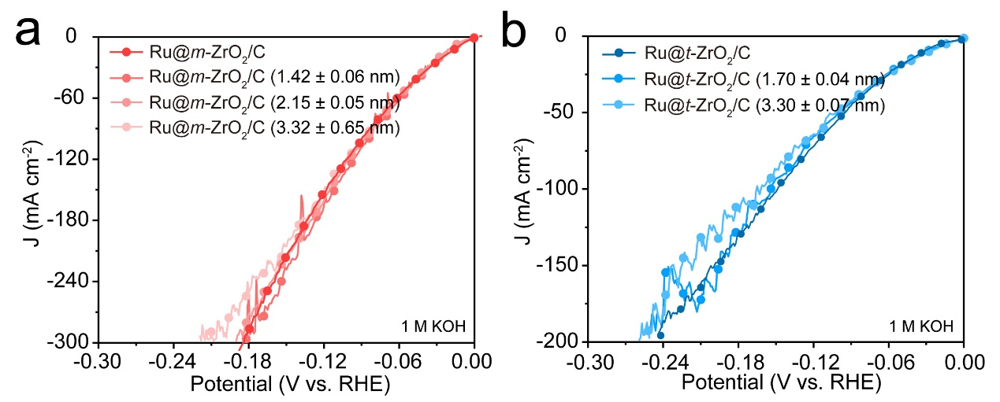 a
0
-60
-120
-180
-240
-300
J (mA cm⁻²)
Ru@m-ZrO₂/C
Ru@m-ZrO₂/C (1.42 ± 0.06 nm)
Ru@m-ZrO₂/C (2.15 ± 0.05 nm)
Ru@m-ZrO₂/C (3.32 ± 0.65 nm)
1 M KOH
-0.30 -0.24 -0.18 -0.12 -0.06 0.00
Potential (V vs. RHE)
b
0
-50
-100
-150
-200
J (mA cm⁻²)
Ru@t-ZrO₂/C
Ru@t-ZrO₂/C (1.70 ± 0.04 nm)
Ru@t-ZrO₂/C (3.30 ± 0.07 nm)
1 M KOH
-0.30 -0.24 -0.18 -0.12 -0.06 0.00
Potential (V vs. RHE)